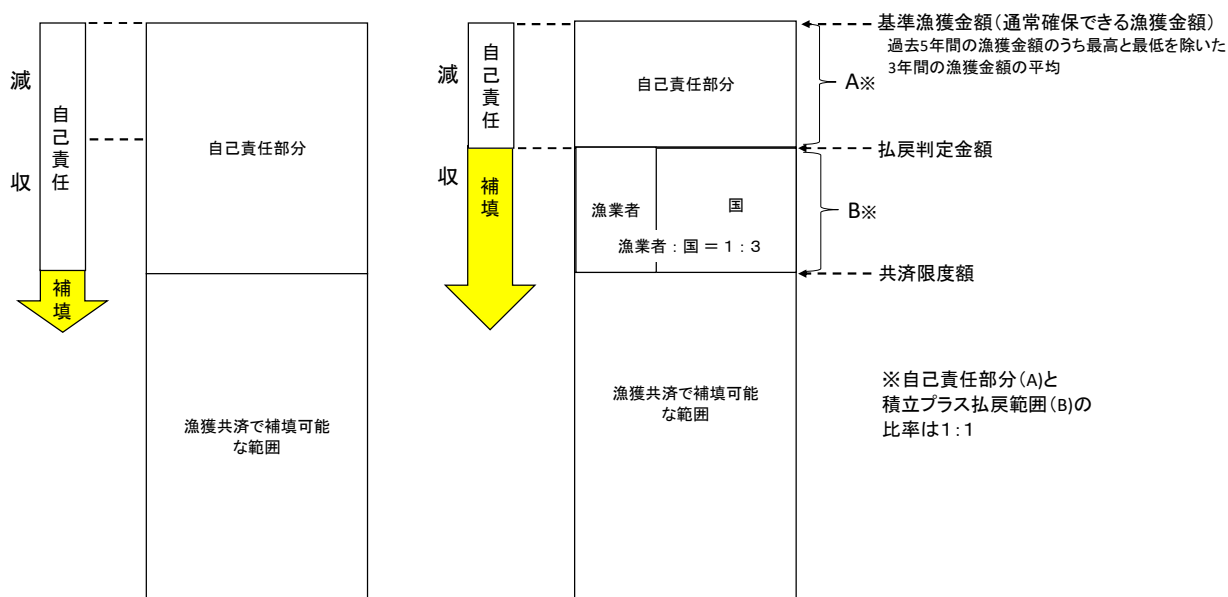 減
収
自己責任
補填
自己責任部分
漁獲共済で補填可能
な範囲
減
収
自己責任
補填
自己責任部分
漁業者
国
漁業者：国＝１：３
漁獲共済で補填可能
な範囲
基準漁獲金額（通常確保できる漁獲金額）
過去5年間の漁獲金額のうち最高と最低を除いた
3年間の漁獲金額の平均
A※
払戻判定金額
B※
共済限度額
※自己責任部分（A）と
積立プラス払戻範囲（B）の
比率は１：１